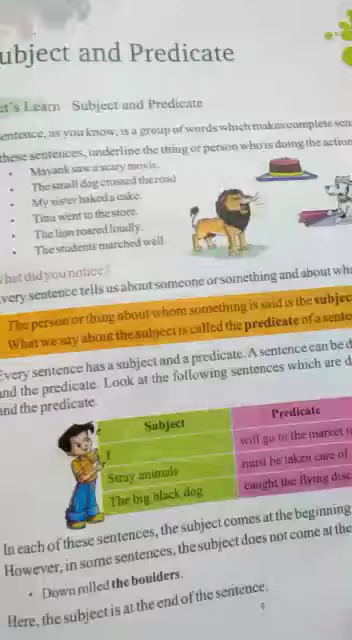 ubject and Predicate
et's Learn Subject and Predicate
entence, as you know, is a group of words which makes complete sen
these sentences, underline the thing or person who is doing the action
• Mayank saw a scary movie.
• The small dog crossed the road
• My sister baked a cake.
• Tinu went to the store.
• The lion roared loudly.
• The students marched well.
hat did you notice?
very sentence tells us about someone or something and about wh
The person or thing about whom something is said is the subjec
What we say about the subject is called the predicate of a sente
Every sentence has a subject and a predicate. A sentence can be d
and the predicate. Look at the following sentences which are d
and the predicate.
Subject Predicate
I will go to the market t
Stray animals must be taken care of
The big black dog caught the flying disc
In each of these sentences, the subject comes at the beginning
However, in some sentences, the subject does not come at the
• Down rolled the boulders.
Here, the subject is at the end of the sentence.